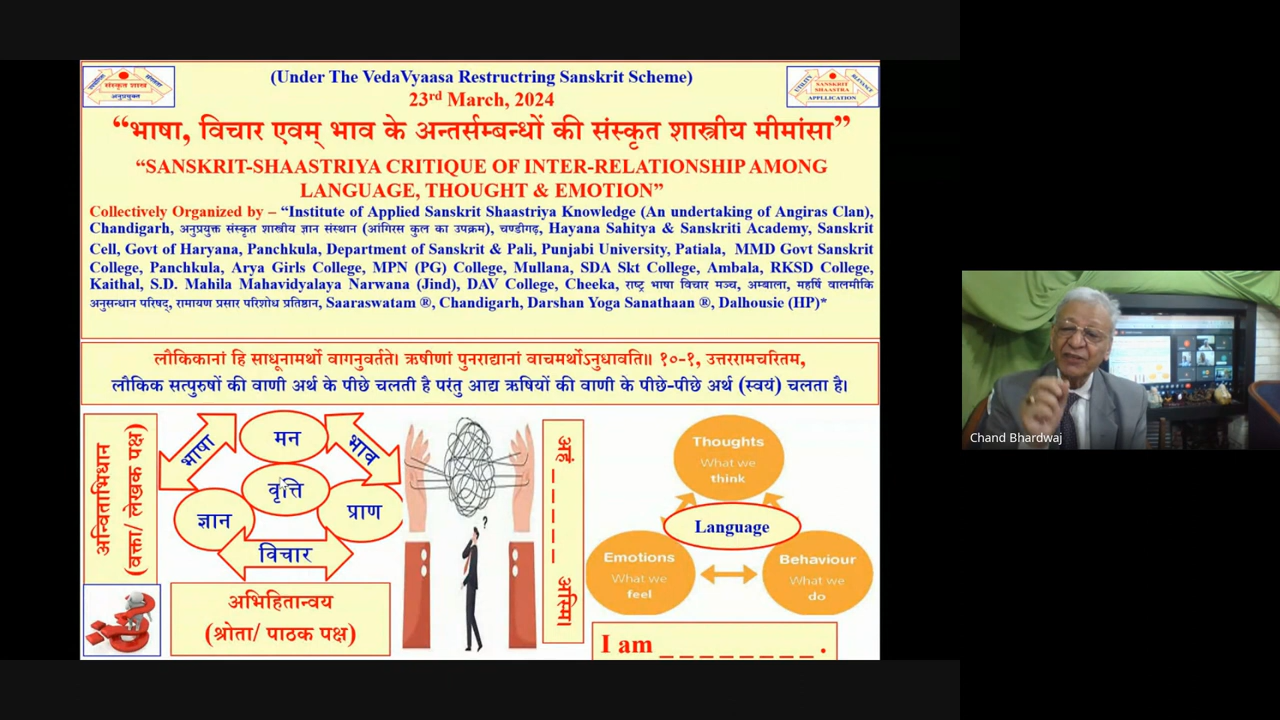 (Under The VedaVyaasa Restructring Sanskrit Scheme)
23rd March, 2024
“भाषा, विचार एवम् भाव के अन्तर्सम्बन्धों की संस्कृत शास्त्रीय मीमांसा”
“SANSKRIT-SHAASTRIYA CRITIQUE OF INTER-RELATIONSHIP AMONG
LANGUAGE, THOUGHT & EMOTION”
Collectively Organized by – “Institute of Applied Sanskrit Shaastriya Knowledge (An undertaking of Angiras Clan),
Chandigarh, अनुप्रयुक्त संस्कृत शास्त्रीय ज्ञान संस्थान (आंगिरस कुल का उपक्रम), चण्डीगढ़, Hayana Sahitya & Sanskriti Academy, Sanskrit
Cell, Govt of Haryana, Panchkula, Department of Sanskrit & Pali, Punjabi University, Patiala, MMD Govt Sanskrit
College, Panchkula, Arya Girls College, MPN (PG) College, Mullana, SDA Skt College, Ambala, RKSD College,
Kaithal, S.D. Mahila Mahavidyalaya Narwana (Jind), DAV College, Cheeka, राष्ट्र भाषा विचार मञ्च, अम्बाला, महर्षि वाल्मीकि
अनुसन्धान परिषद्, रामायण प्रसार परिशोध प्रतिष्ठान, Saaraswatam ®, Chandigarh, Darshan Yoga Sanathaan ®, Dalhousie (HP)*
लौकिकानां हि साधूनामर्थो वागनुवर्तते। ऋषीणां पुनराद्यानां वाचमर्थोऽनुधावति॥ १०-१, उत्तररामचरितम,
लौकिक सत्पुरुषों की वाणी अर्थ के पीछे चलती है परंतु आद्य ऋषियों की वाणी के पीछे-पीछे अर्थ (स्वयं) चलता है।
अन्विताभिधान
(वक्ता/ लेखक पक्ष)
भाषा
मन
भाव
वृत्ति
ज्ञान
प्राण
विचार
अभिहितान्वय
(श्रोता/ पाठक पक्ष)
?
अहं _ _ _ _ _ अस्मि।
Thoughts
What we
think
Language
Emotions
What we
feel
Behaviour
What we
do
I am _ _ _ _ _ _ _ _ .
संस्कृत शास्त्र
अनुप्रयुक्त
UTILITY
SANSKRIT
SHAASTRA
APPLLICATION
Chand Bhardwaj